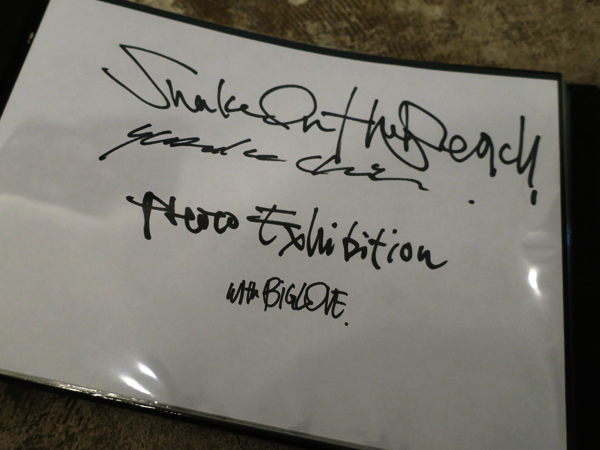 Snake On the Beach!
Photo Exhibition
with BIGLOVE.